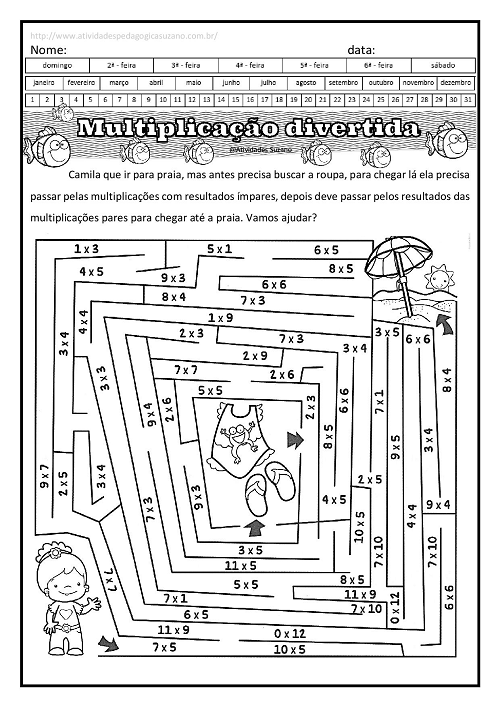 http://www.atividadespedagogicasuzano.com.br/
Nome: data:
domingo 2ª - feira 3ª - feira 4ª - feira 5ª - feira 6ª - feira sábado
janeiro fevereiro março abril maio junho julho agosto setembro outubro novembro dezembro
1 2 3 4 5 6 7 8 9 10 11 12 13 14 15 16 17 18 19 20 21 22 23 24 25 26 27 28 29 30 31
Multiplicação divertida
@Atividades Suzano
Camila que ir para praia, mas antes precisa buscar a roupa, para chegar lá ela precisa
passar pelas multiplicações com resultados ímpares, depois deve passar pelos resultados das
multiplicações pares para chegar até a praia. Vamos ajudar?
1 x 3 5 x 1 6 x 5
4 x 5 9 x 3 8 x 5
6 x 6
8 x 4 7 x 3
1 x 9
4 x 4 2 x 3 7 x 3 3 x 5 6 x 6
3 x 4 2 x 9 3 x 4
3 x 3 7 x 7 2 x 6 8 x 4
5 x 5 6 x 6 7 x 1
9 x 4 2 x 6 2 x 3
8 x 5 9 x 5 3 x 4
9 x 7 2 x 5 3 x 4 2 x 5
7 x 3 9 x 3 4 x 5 4 x 4 9 x 4
10 x 5
3 x 5 7 x 10 7 x 10
11 x 5
7 x 7 5 x 5 8 x 5
7 x 1 11 x 9 6 x 6
6 x 5 7 x 10 0 x 12
11 x 9 0 x 12
7 x 5 10 x 5